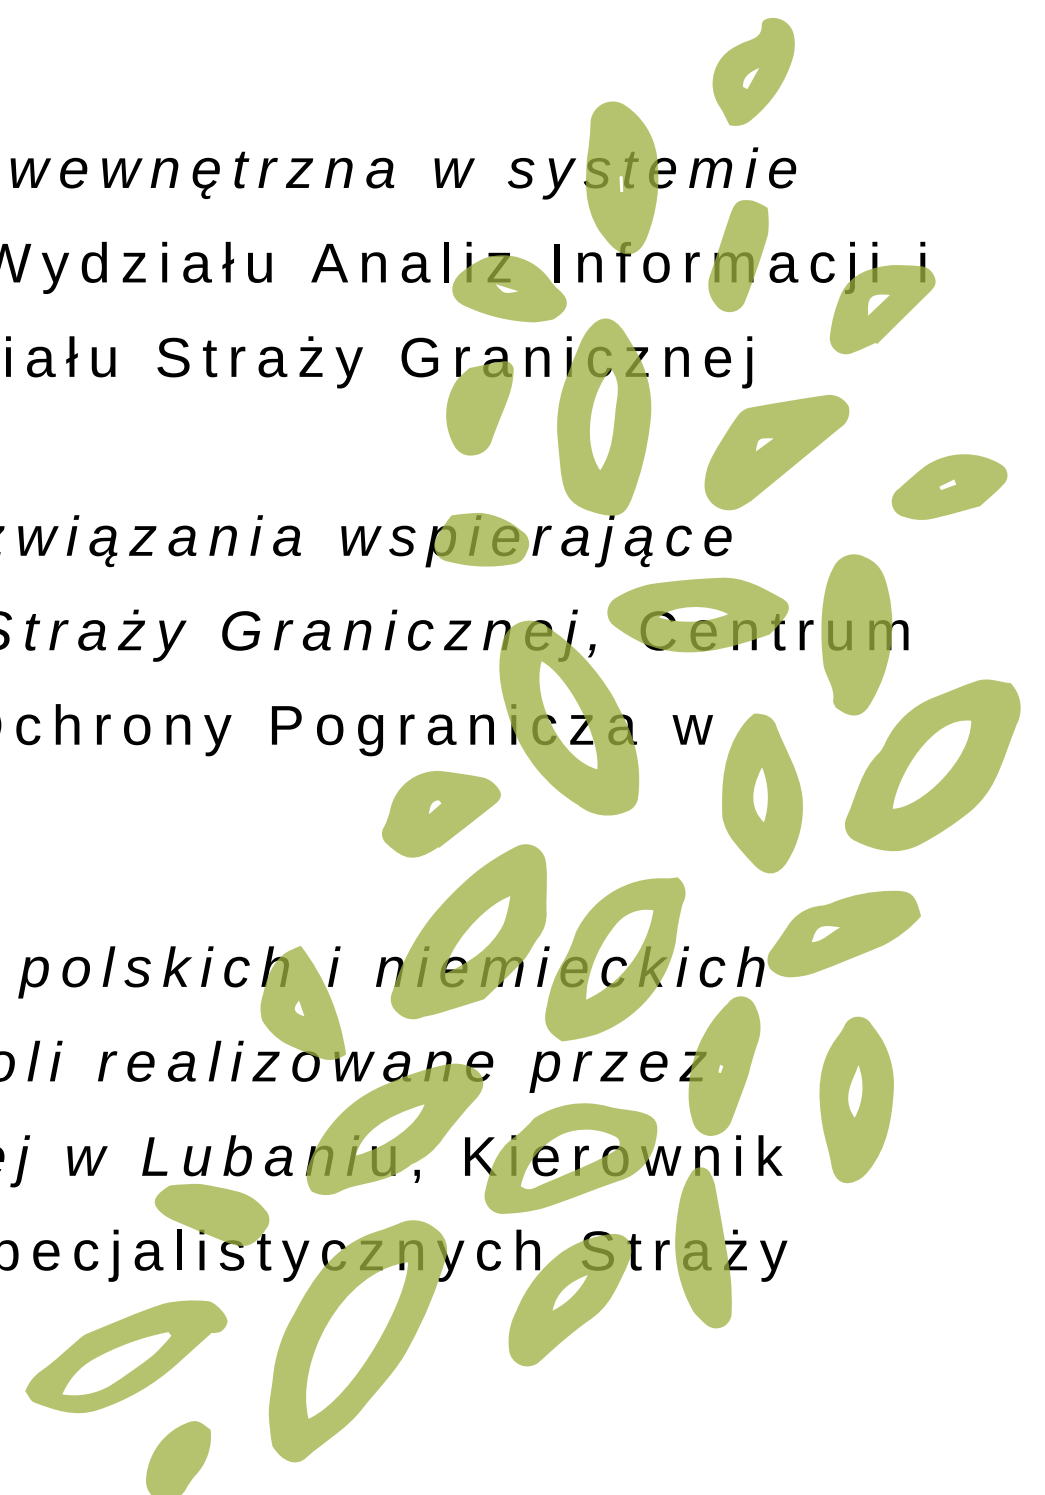 wewnętrzna w systemie
Wydziału Analiz Informacji i
iału Straży Granicznej
związania wspierające
Straży Granicznej, Centrum
Ochrony Pogranicza w
polskich i niemieckich
oli realizowane przez
ej w Lubaniu, Kierownik
pecjalistycznych Straży